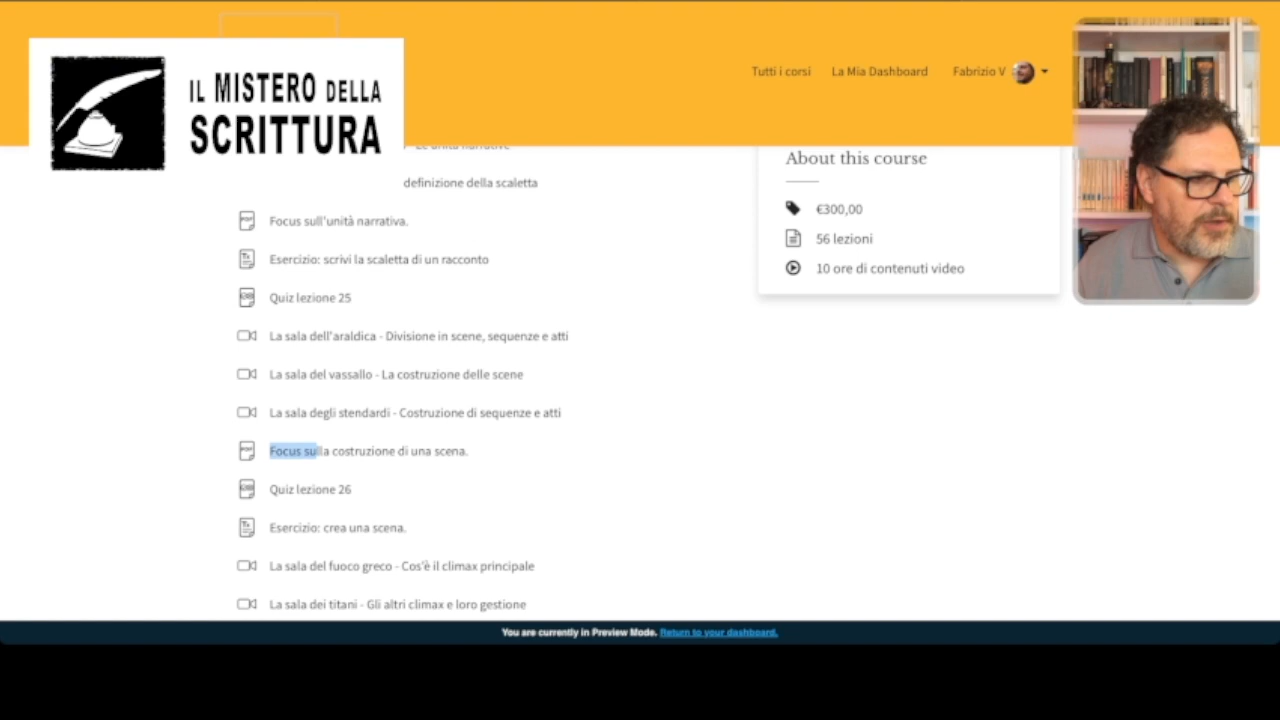 IL MISTERO DELLA
SCRITTURA
Tutti i corsi
La Mia Dashboard
Fabrizio V
Le unità narrative
definizione della scaletta
Focus sull'unità narrativa.
Esercizio: scrivi la scaletta di un racconto
Quiz lezione 25
La sala dell'araldica - Divisione in scene, sequenze e atti
La sala del vassallo - La costruzione delle scene
La sala degli stendardi - Costruzione di sequenze e atti
Focus sulla costruzione di una scena.
Quiz lezione 26
Esercizio: crea una scena.
La sala del fuoco greco - Cos'è il climax principale
La sala dei titani - Gli altri climax e loro gestione
About this course
€300,00
56 lezioni
10 ore di contenuti video
You are currently in Preview Mode. Return to your dashboard.